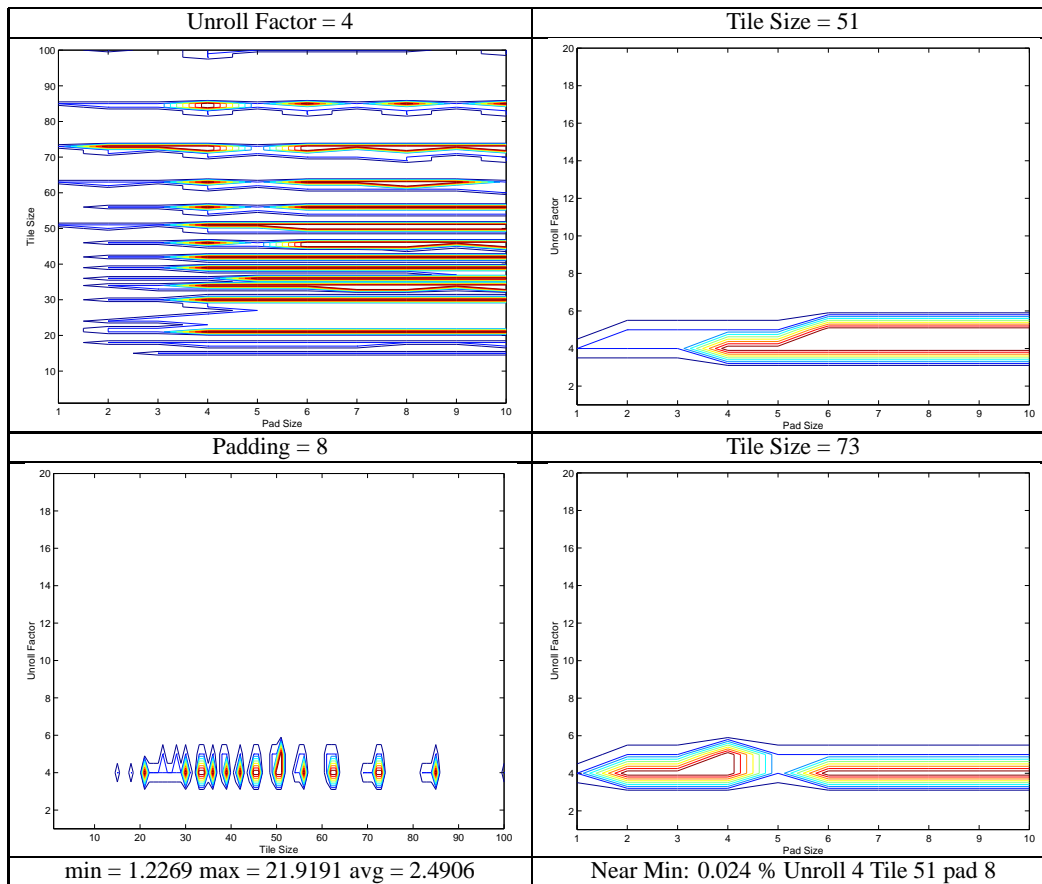 Unroll Factor = 4
100
90
80
70
60
50
40
30
20
10
Tile Size
1 2 3 4 5 6 7 8 9 10
Pad Size
Tile Size = 51
20
18
16
14
12
10
8
6
4
2
Unroll Factor
1 2 3 4 5 6 7 8 9 10
Pad Size
Padding = 8
20
18
16
14
12
10
8
6
4
2
Unroll Factor
10 20 30 40 50 60 70 80 90 100
Tile Size
Tile Size = 73
20
18
16
14
12
10
8
6
4
2
Unroll Factor
1 2 3 4 5 6 7 8 9 10
Pad Size
min = 1.2269 max = 21.9191 avg = 2.4906
Near Min: 0.024 % Unroll 4 Tile 51 pad 8